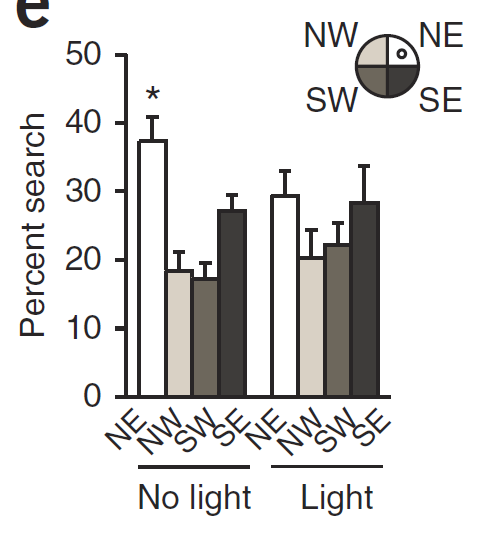 e
NW NE
SW SE
Percent search
50
40
30
20
10
0
*
NE NW SW SE NE NW SW SE
No light Light